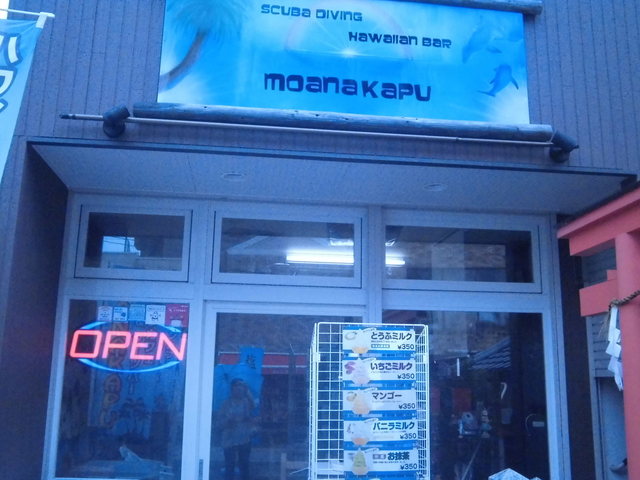 SCUBA DIVING
HAWAIIAN BAR
MOANAKAPU
OPEN
とうふミルク
¥350
いちごミルク
¥350
マンゴー
¥350
バニラミルク
¥350
お抹茶
¥350